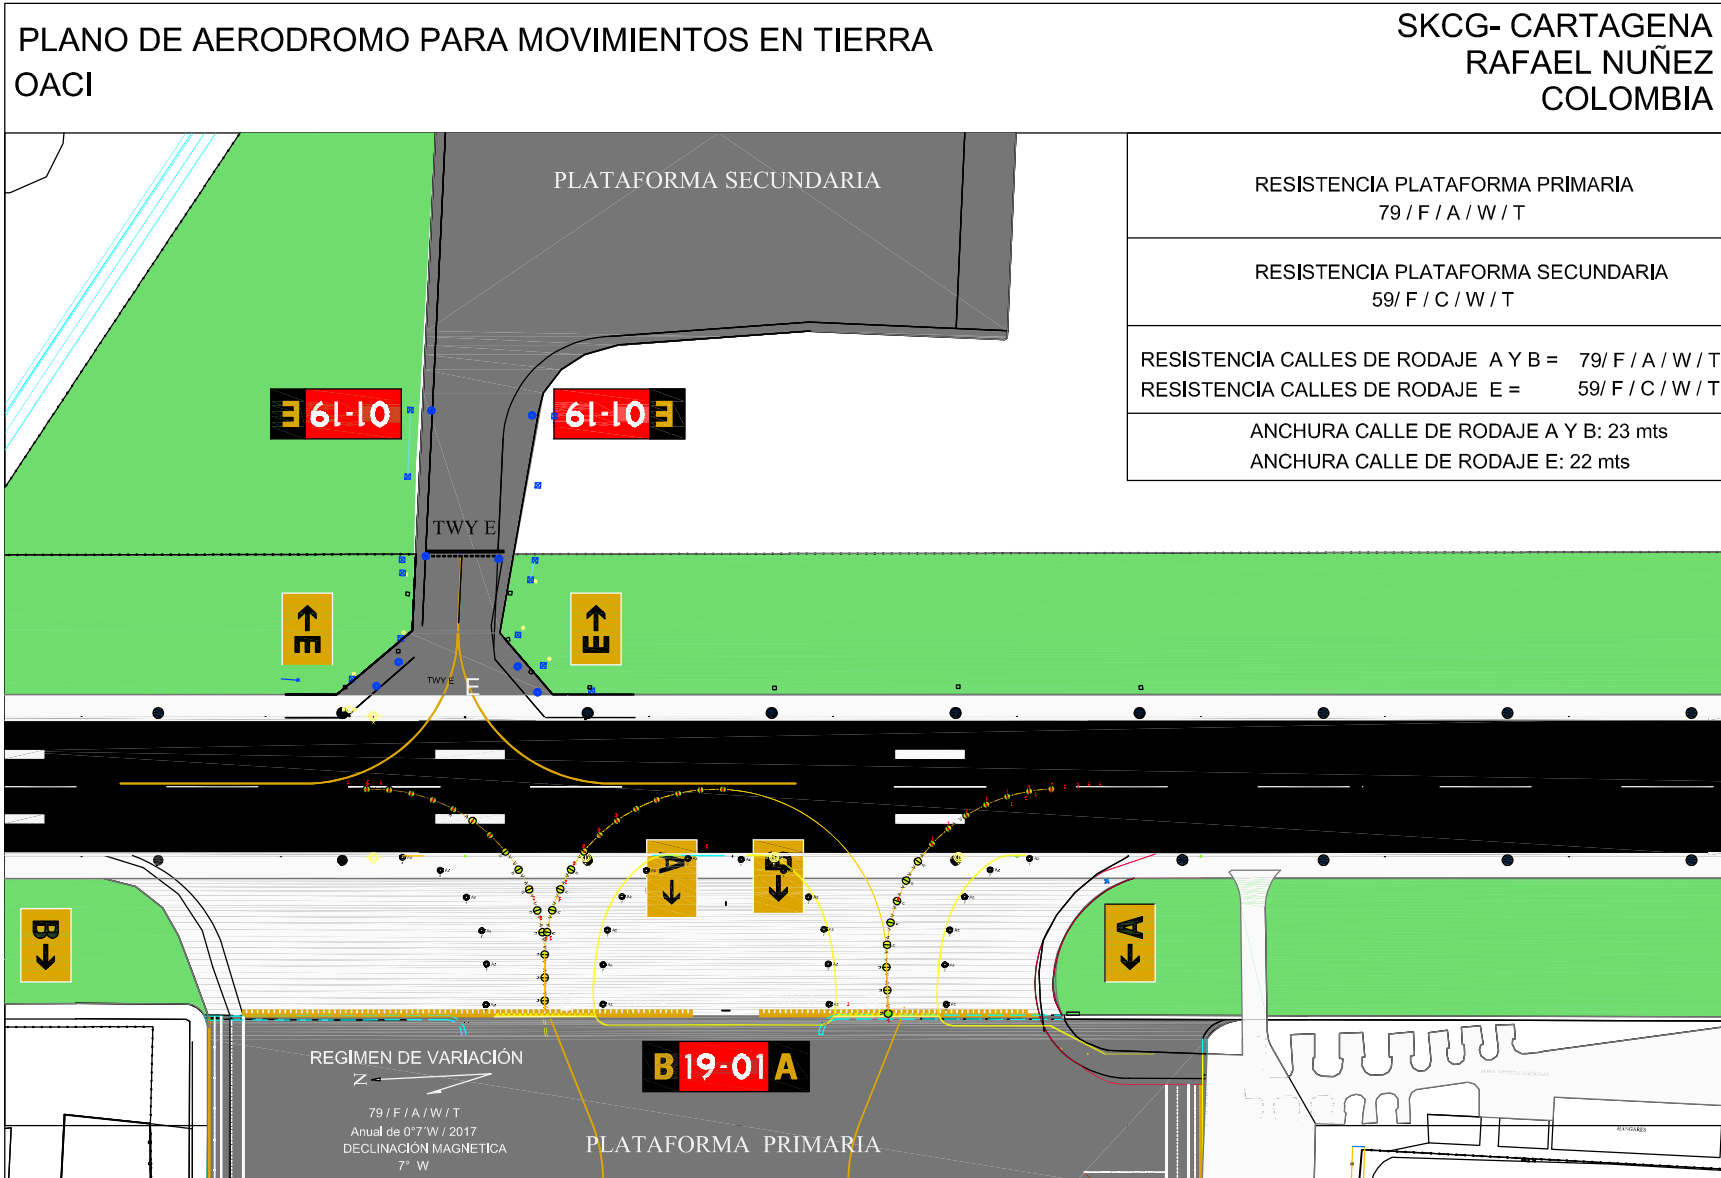 PLANO DE AERODROMO PARA MOVIMIENTOS EN TIERRA
OACI
SKCG- CARTAGENA
RAFAEL NUÑEZ
COLOMBIA
PLATAFORMA SECUNDARIA
RESISTENCIA PLATAFORMA PRIMARIA
79 / F / A / W / T
RESISTENCIA PLATAFORMA SECUNDARIA
59/ F / C / W / T
RESISTENCIA CALLES DE RODAJE A Y B = 79/ F / A / W / T
RESISTENCIA CALLES DE RODAJE E = 59/ F / C / W / T
ANCHURA CALLE DE RODAJE A Y B: 23 mts
ANCHURA CALLE DE RODAJE E: 22 mts
E 01-19
01-19 E
TWY E
←E
←E
TWY E
E
A→
B→
B→
A→
B 19-01 A
REGIMEN DE VARIACIÓN
N
79 / F / A / W / T
Anual de 0°7´W / 2017
DECLINACIÓN MAGNETICA
7° W
PLATAFORMA PRIMARIA
HANGARES